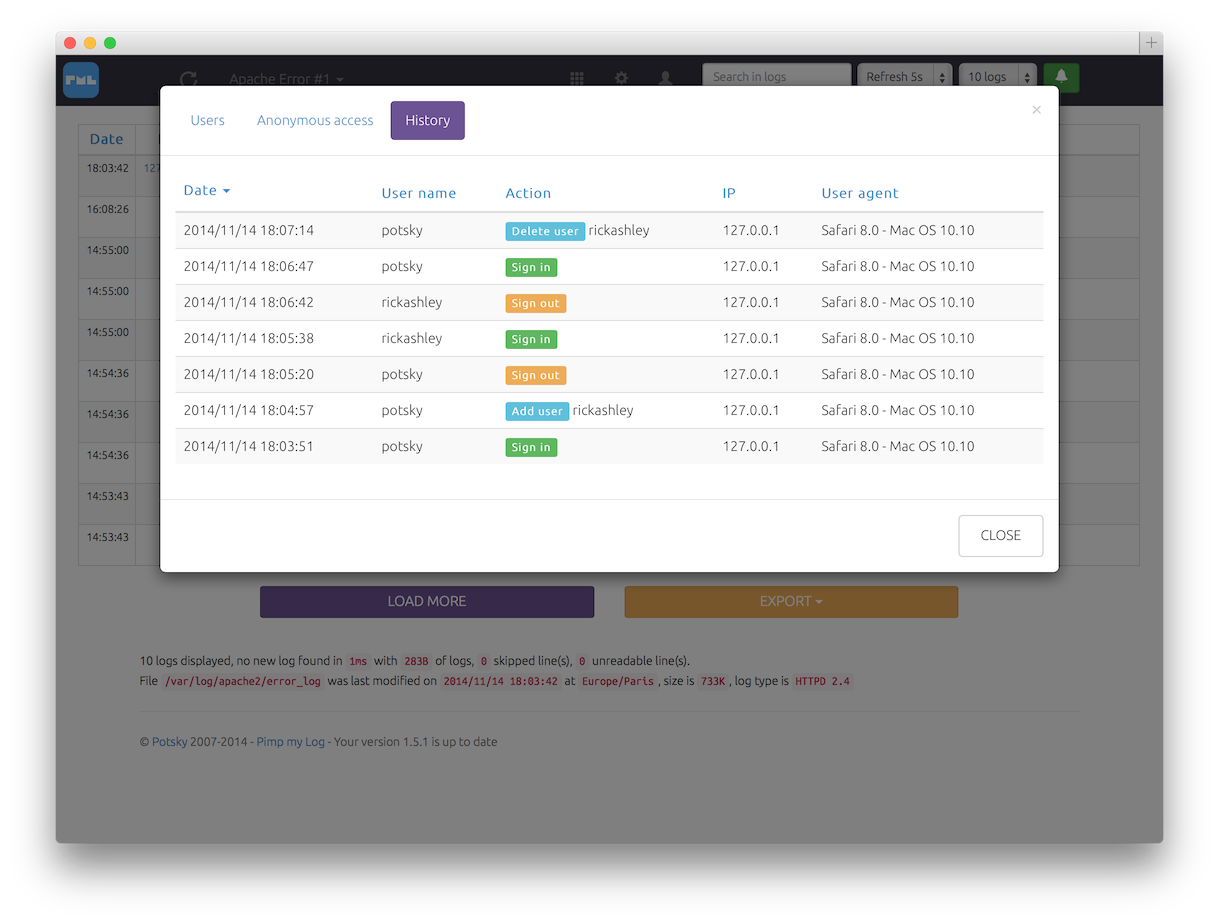 PML Apache Error #1 Search in logs Refresh 5s 10 logs
Users Anonymous access History ×
Date User name Action IP User agent
2014/11/14 18:07:14 potsky Delete user rickashley 127.0.0.1 Safari 8.0 - Mac OS 10.10
2014/11/14 18:06:47 potsky Sign in 127.0.0.1 Safari 8.0 - Mac OS 10.10
2014/11/14 18:06:42 rickashley Sign out 127.0.0.1 Safari 8.0 - Mac OS 10.10
2014/11/14 18:05:38 rickashley Sign in 127.0.0.1 Safari 8.0 - Mac OS 10.10
2014/11/14 18:05:20 potsky Sign out 127.0.0.1 Safari 8.0 - Mac OS 10.10
2014/11/14 18:04:57 potsky Add user rickashley 127.0.0.1 Safari 8.0 - Mac OS 10.10
2014/11/14 18:03:51 potsky Sign in 127.0.0.1 Safari 8.0 - Mac OS 10.10
CLOSE
Date
18:03:42 127
16:08:26
14:55:00
14:55:00
14:55:00
14:54:36
14:54:36
14:54:36
14:53:43
14:53:43
LOAD MORE EXPORT
10 logs displayed, no new log found in 1ms with 283B of logs, 0 skipped line(s), 0 unreadable line(s).
File /var/log/apache2/error_log was last modified on 2014/11/14 18:03:42 at Europe/Paris , size is 733K , log type is HTTPD 2.4
© Potsky 2007-2014 - Pimp my Log - Your version 1.5.1 is up to date